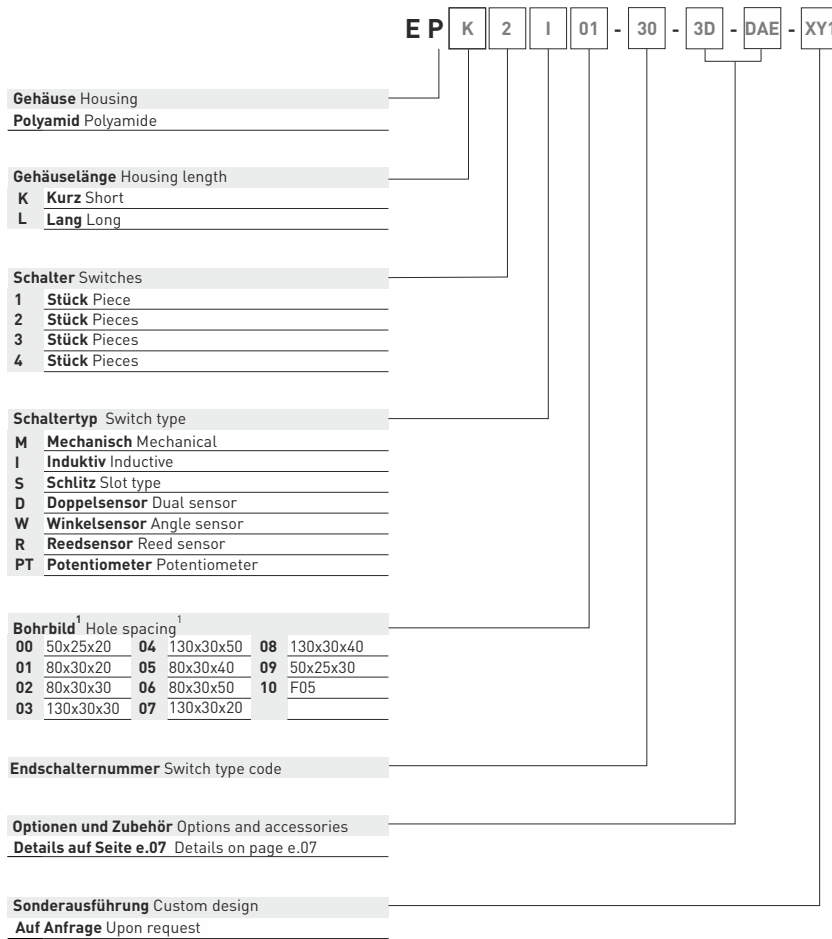 E P K 2 I 01 - 30 - 3D - DAE - XY1
Gehäuse Housing
Polyamid Polyamide
Gehäuselänge Housing length
K Kurz Short
L Lang Long
Schalter Switches
1 Stück Piece
2 Stück Pieces
3 Stück Pieces
4 Stück Pieces
Schaltertyp Switch type
M Mechanisch Mechanical
I Induktiv Inductive
S Schlitz Slot type
D Doppelsensor Dual sensor
W Winkelsensor Angle sensor
R Reedsensor Reed sensor
PT Potentiometer Potentiometer
Bohrbild¹ Hole spacing¹
00 50x25x20 04 130x30x50 08 130x30x40
01 80x30x20 05 80x30x40 09 50x25x30
02 80x30x30 06 80x30x50 10 F05
03 130x30x30 07 130x30x20
Endschalternummer Switch type code
Optionen und Zubehör Options and accessories
Details auf Seite e.07 Details on page e.07
Sonderausführung Custom design
Auf Anfrage Upon request